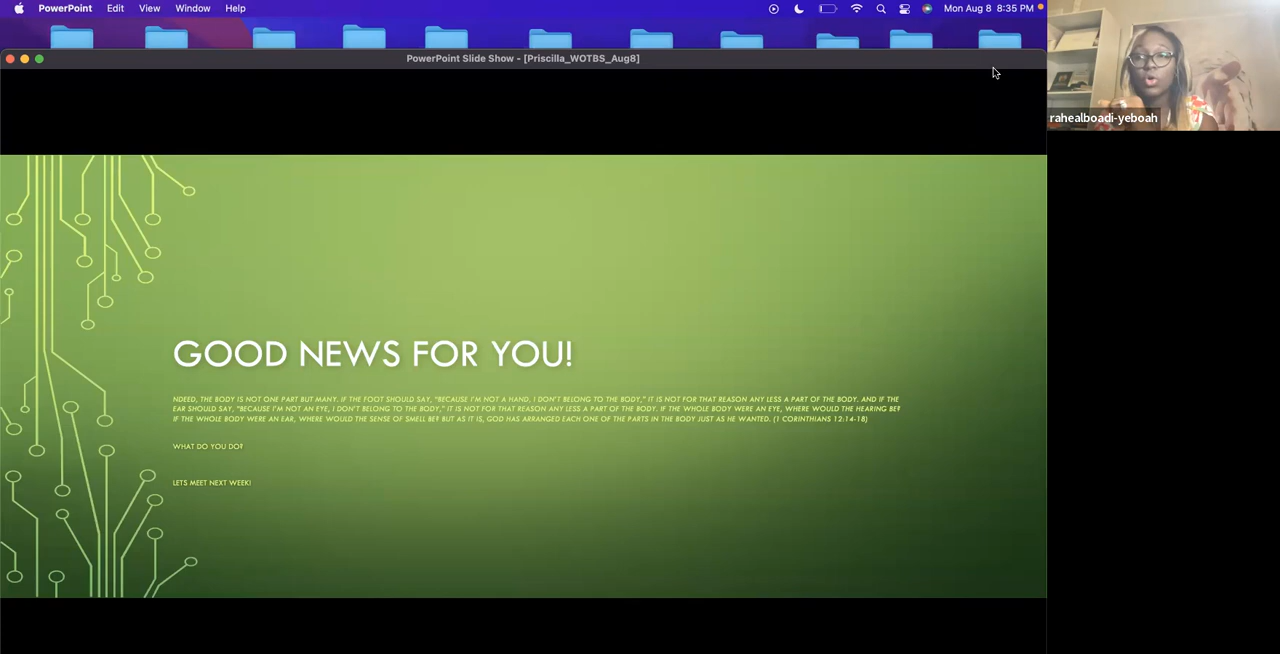 PowerPoint Edit View Window Help Mon Aug 8 8:35 PM
PowerPoint Slide Show - [Priscilla_WOTBS_Aug8]
rahealboadi-yeboah
GOOD NEWS FOR YOU!
NDEED, THE BODY IS NOT ONE PART BUT MANY. IF THE FOOT SHOULD SAY, "BECAUSE I'M NOT A HAND, I DON'T BELONG TO THE BODY," IT IS NOT FOR THAT REASON ANY LESS A PART OF THE BODY. AND IF THE
EAR SHOULD SAY, "BECAUSE I'M NOT AN EYE, I DON'T BELONG TO THE BODY," IT IS NOT FOR THAT REASON ANY LESS A PART OF THE BODY. IF THE WHOLE BODY WERE AN EYE, WHERE WOULD THE HEARING BE?
IF THE WHOLE BODY WERE AN EAR, WHERE WOULD THE SENSE OF SMELL BE? BUT AS IT IS, GOD HAS ARRANGED EACH ONE OF THE PARTS IN THE BODY JUST AS HE WANTED. (1 CORINTHIANS 12:14-18)
WHAT DO YOU DO?
LETS MEET NEXT WEEK!